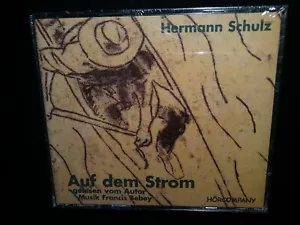 Hermann Schulz
Auf dem Strom
gelesen vom Autor
Musik Francis Bebey
HÖRCOMPANY